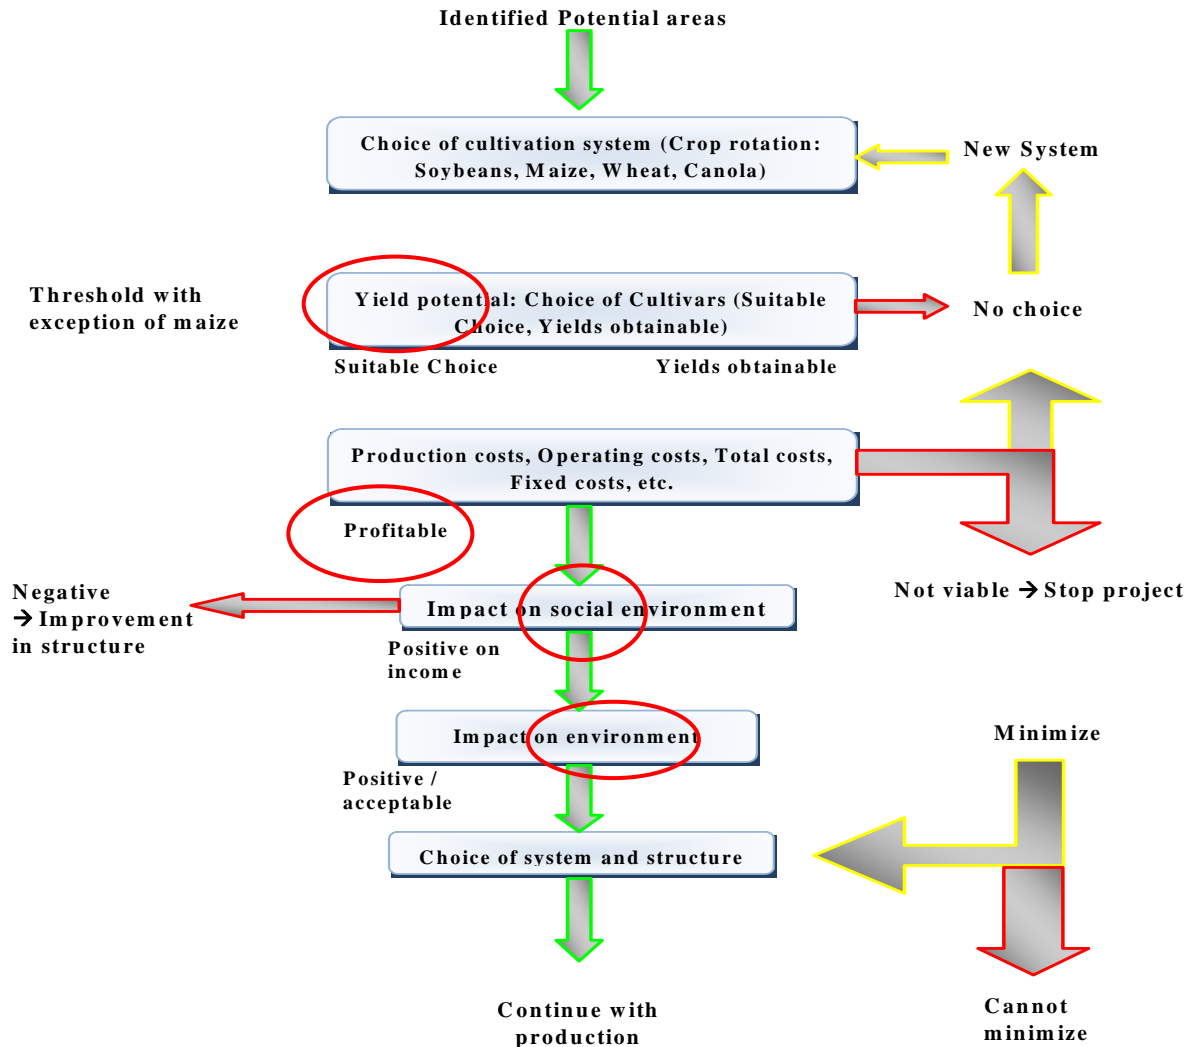 Identified Potential areas
Choice of cultivation system (Crop rotation:
Soybeans, Maize, Wheat, Canola)
New System
Threshold with
exception of maize
Yield potential: Choice of Cultivars (Suitable
Choice, Yields obtainable)
No choice
Suitable Choice
Yields obtainable
Production costs, Operating costs, Total costs,
Fixed costs, etc.
Profitable
Not viable → Stop project
Negative
→ Improvement
in structure
Impact on social environment
Positive on
income
Impact on environment
Minimize
Positive /
acceptable
Choice of system and structure
Continue with
production
Cannot
minimize